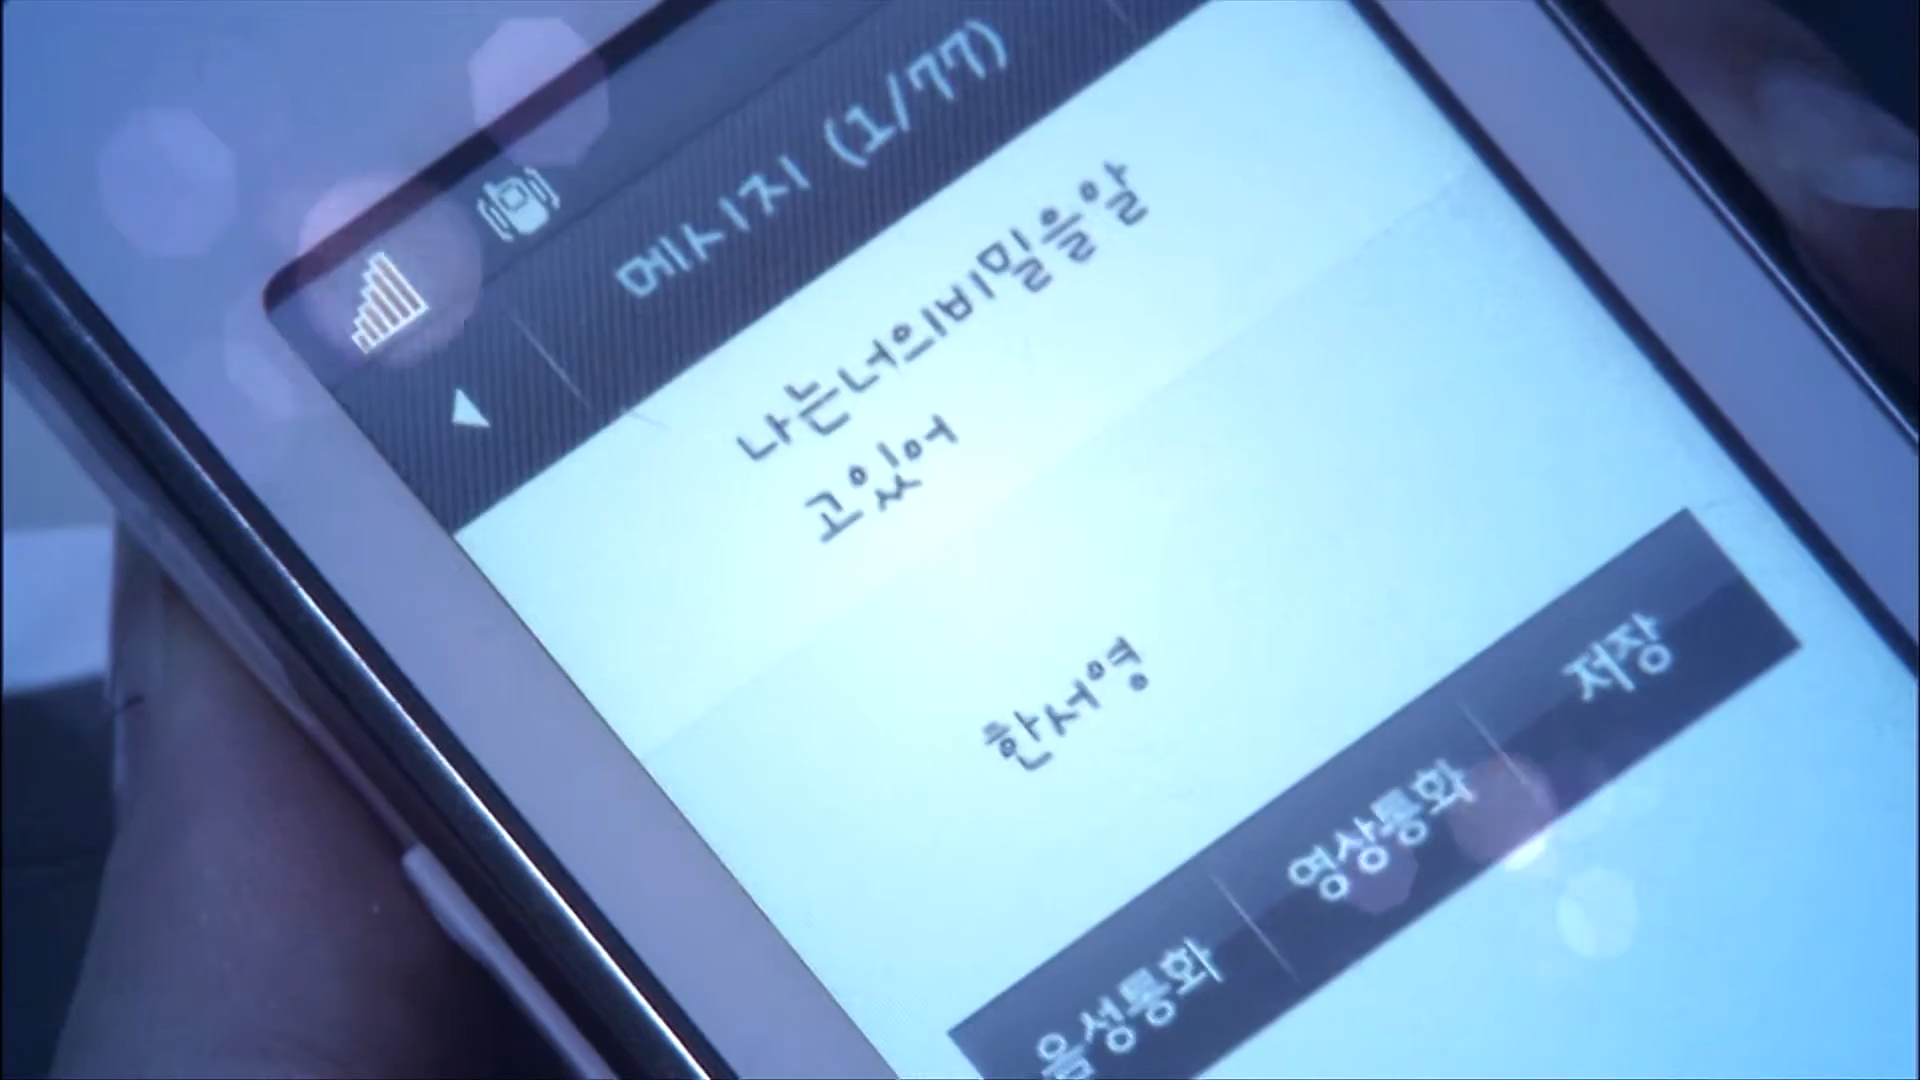 메시지 (1/77)
나는너의비밀을알
고있어
한서영
음성통화 영상통화 저장